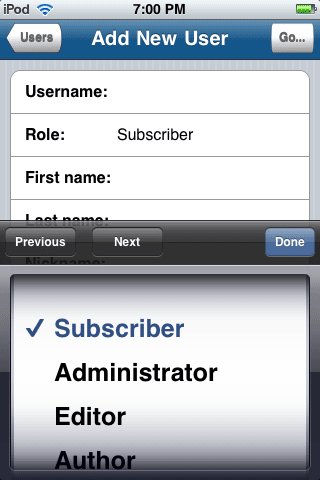 iPod 7:00 PM
Users Add New User Go...
Username:
Role: Subscriber
First name:
Last name:
Previous Next Done
Nickname:
✓ Subscriber
Administrator
Editor
Author